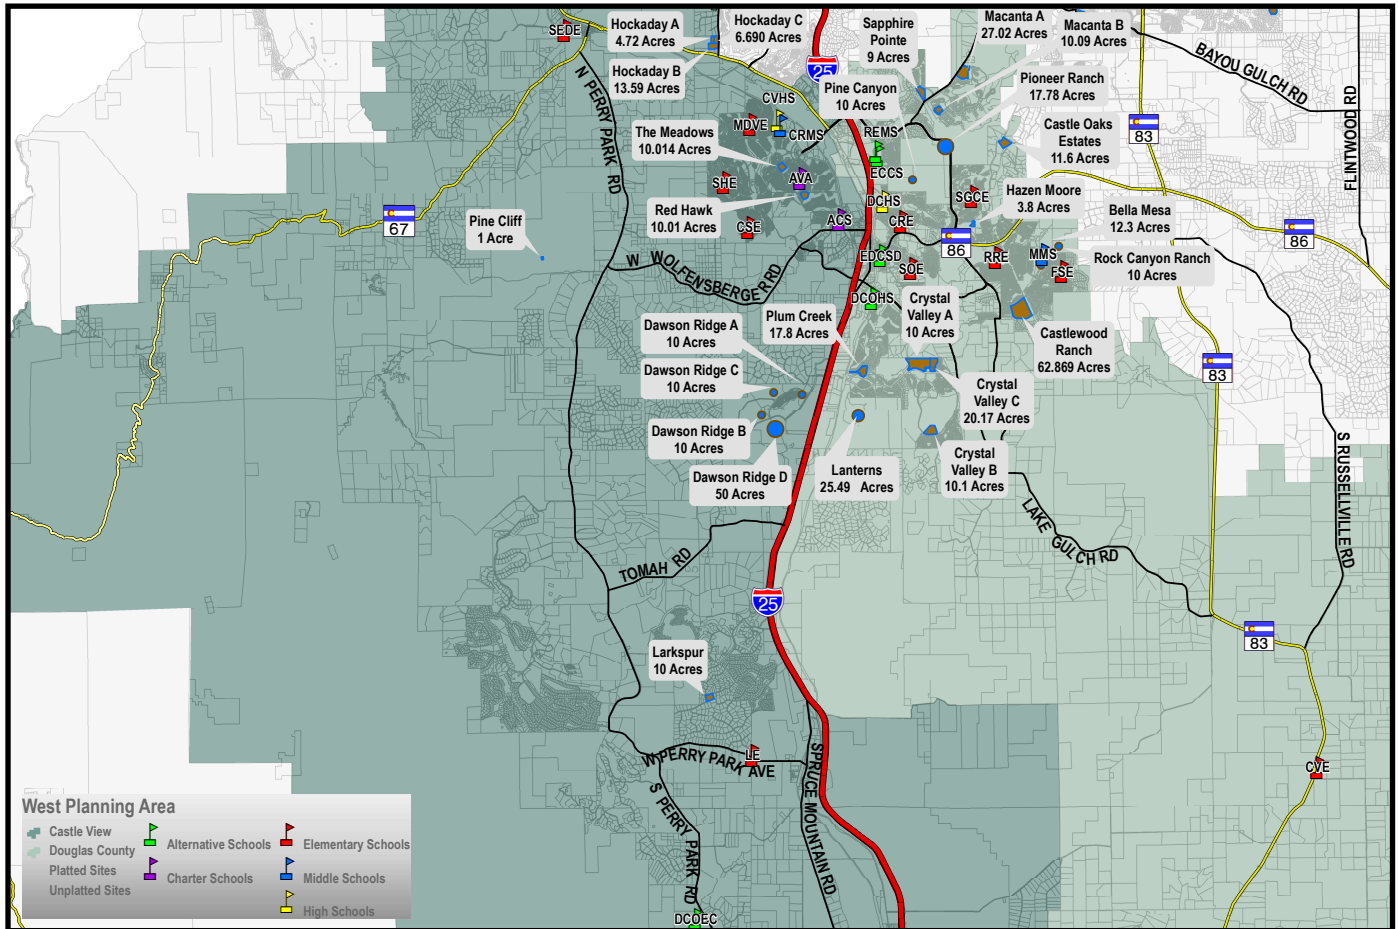 SEDE
Hockaday A
4.72 Acres
Hockaday C
6.690 Acres
Sapphire
Pointe
9 Acres
Macanta A
27.02 Acres
Macanta B
10.09 Acres
BAYOU GULCH RD
Hockaday B
13.59 Acres
25
Pine Canyon
10 Acres
Pioneer Ranch
17.78 Acres
FLINTWOOD RD
N PERRY PARK RD
CVHS
MDVE
CRMS
REMS
83
The Meadows
10.014 Acres
Castle Oaks
Estates
11.6 Acres
SHE
AVA
ECCS
DCHS
SGCE
Hazen Moore
3.8 Acres
67
Pine Cliff
1 Acre
Red Hawk
10.01 Acres
CSE
ACS
CRE
86
Bella Mesa
12.3 Acres
86
W WOLFENSBERGER RD
EDCSD
SOE
RRE
MMS
FSE
Rock Canyon Ranch
10 Acres
DCOHS
Dawson Ridge A
10 Acres
Plum Creek
17.8 Acres
Crystal
Valley A
10 Acres
Castlewood
Ranch
62.869 Acres
83
Dawson Ridge C
10 Acres
Crystal
Valley C
20.17 Acres
Dawson Ridge B
10 Acres
Dawson Ridge D
50 Acres
Lanterns
25.49 Acres
Crystal
Valley B
10.1 Acres
S RUSSELLVILLE RD
LAKE GULCH RD
TOMAH RD
25
83
Larkspur
10 Acres
W PERRY PARK AVE
LE
SPRUCE MOUNTAIN RD
CVE
S PERRY PARK RD
DCOEC
West Planning Area
Castle View
Douglas County
Platted Sites
Unplatted Sites
Alternative Schools
Charter Schools
Elementary Schools
Middle Schools
High Schools